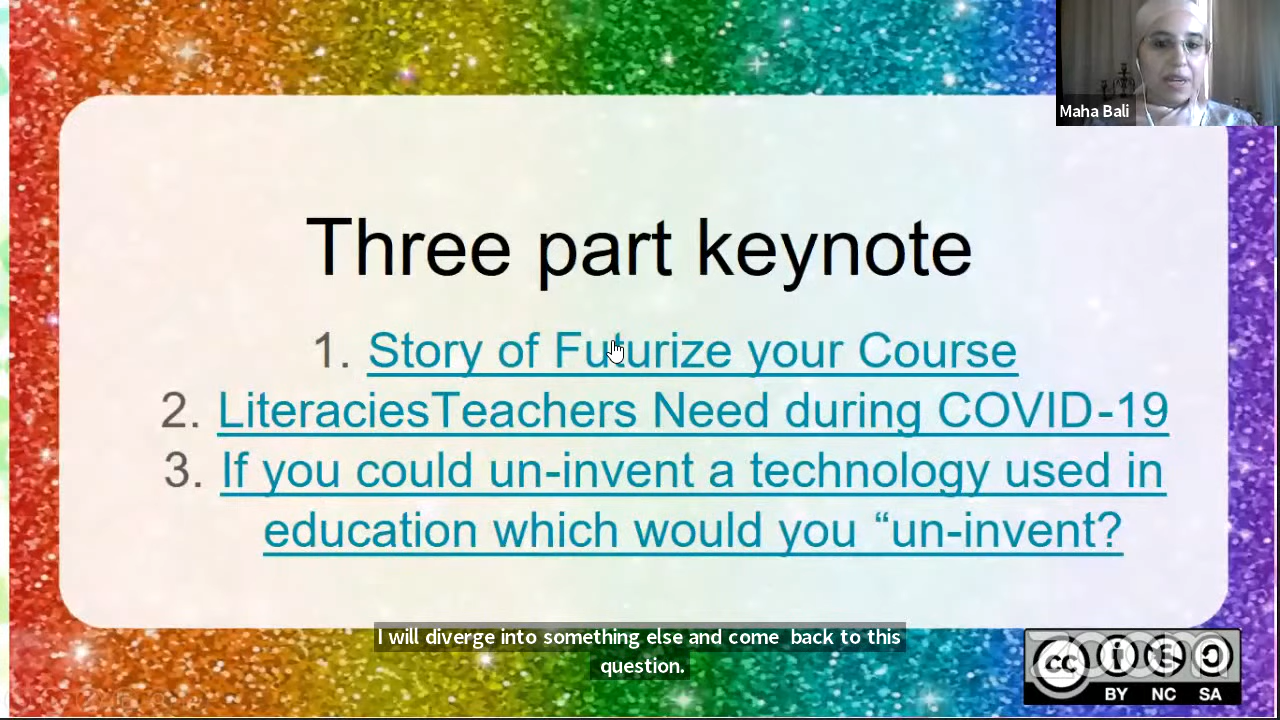 Maha Bali
Three part keynote
1. Story of Futurize your Course
2. LiteraciesTeachers Need during COVID-19
3. If you could un-invent a technology used in
education which would you “un-invent?
I will diverge into something else and come back to this
question.
zoom
cc
BY NC SA